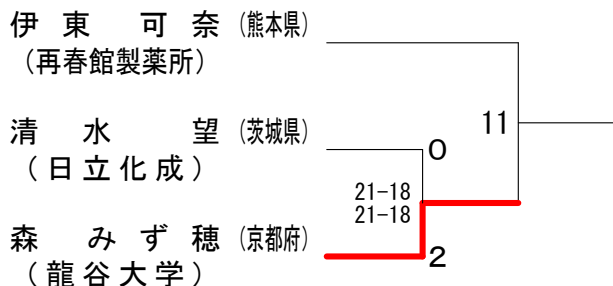 伊東 可奈 (熊本県)
(再春館製薬所)
11
清水 望 (茨城県)
0
(日立化成)
21-18
21-18
森 みず穂 (京都府)
2
(龍谷大学)